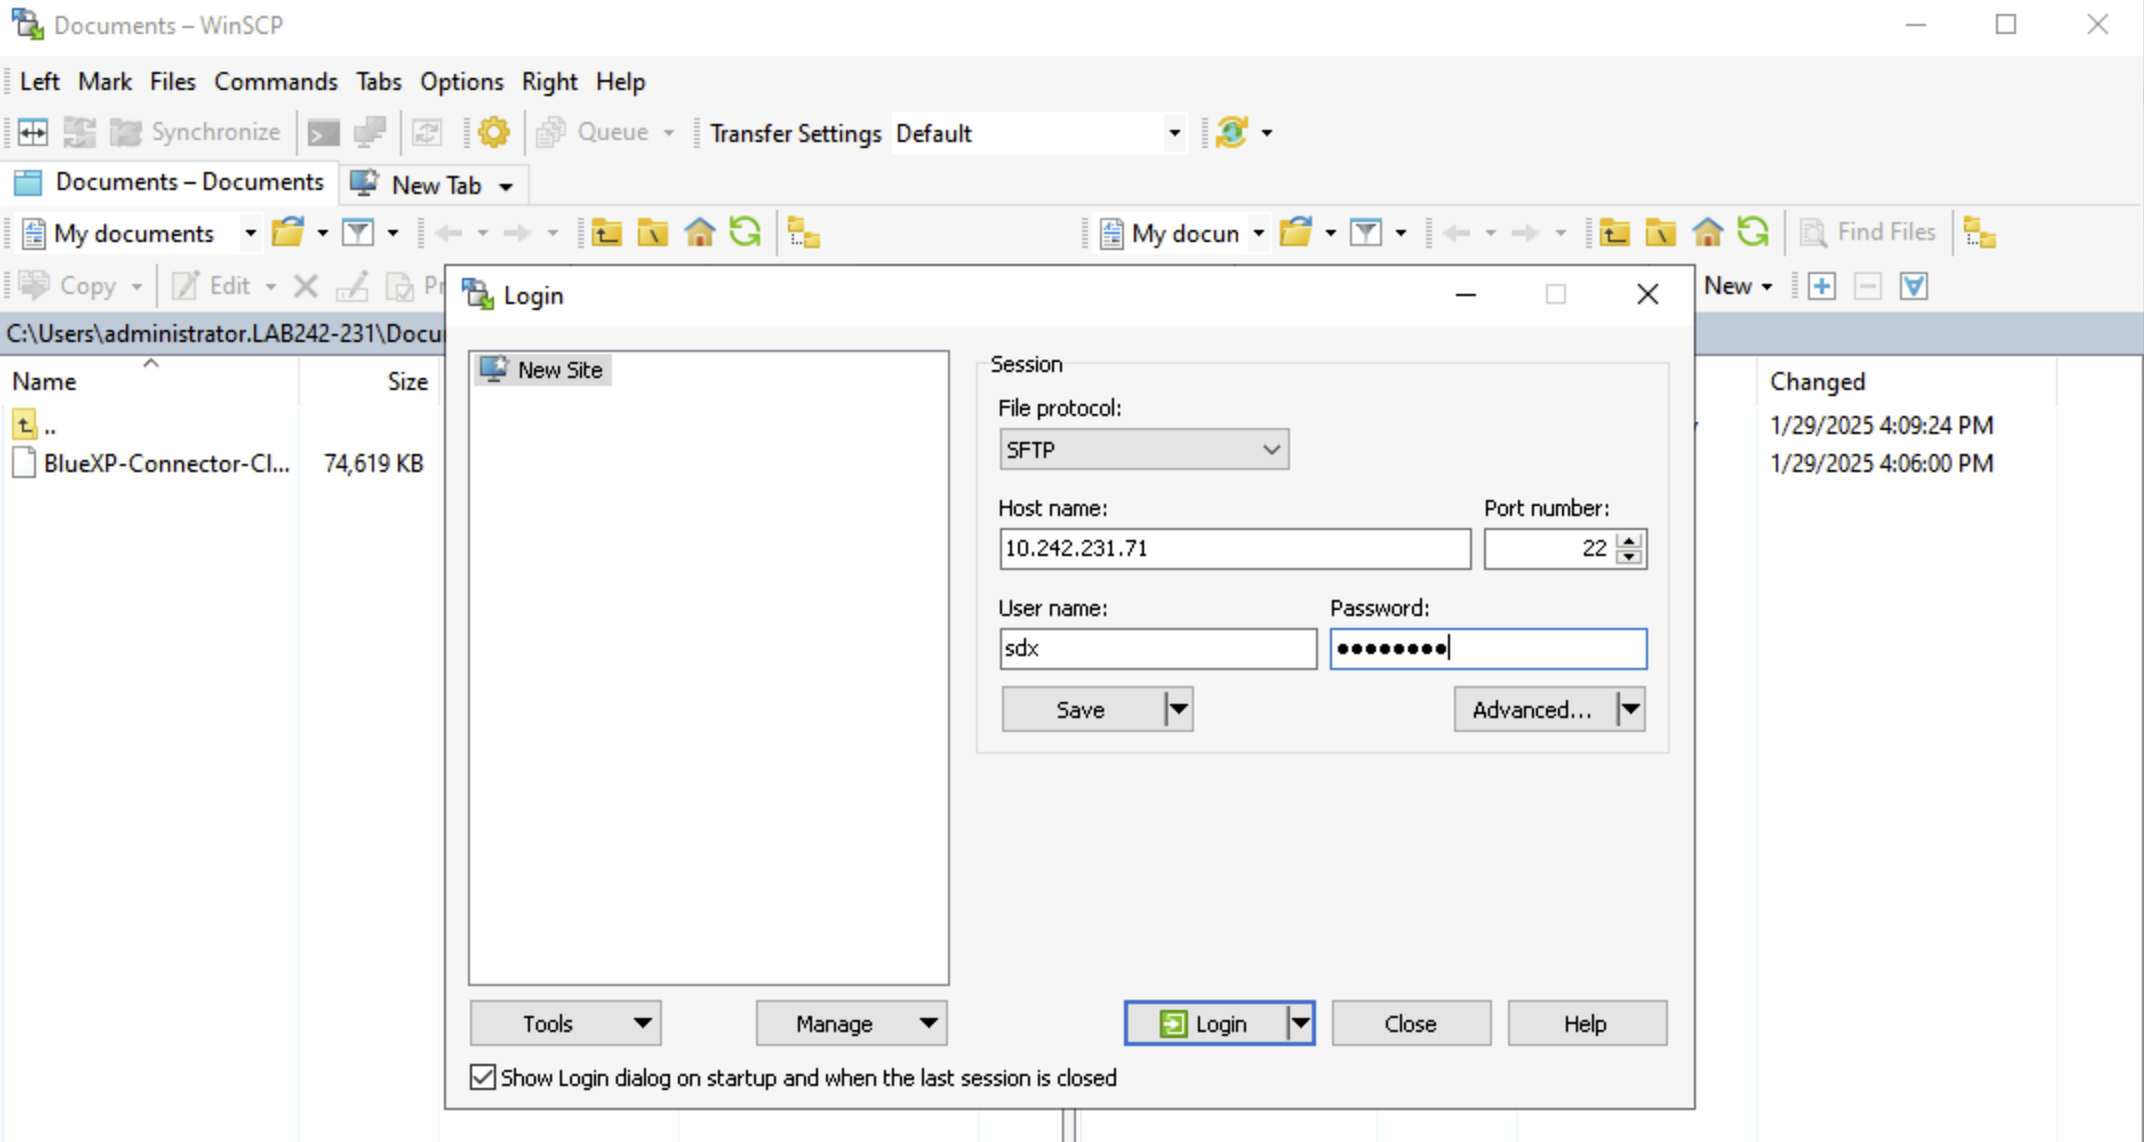 Documents – WinSCP
Left Mark Files Commands Tabs Options Right Help
Synchronize Queue Transfer Settings Default
Documents – Documents New Tab
My documents My docun Find Files
Copy Edit Pr New
Login
C:\Users\administrator.LAB242-231\Docu
New Site
Session
Name Size Changed
File protocol:
.. 1/29/2025 4:09:24 PM
SFTP
BlueXP-Connector-Cl... 74,619 KB 1/29/2025 4:06:00 PM
Host name: Port number:
10.242.231.71 22
User name: Password:
sdx ••••••••
Save Advanced...
Tools Manage Login Close Help
Show Login dialog on startup and when the last session is closed